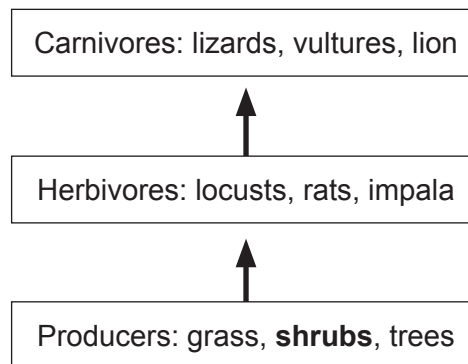 Carnivores: lizards, vultures, lion
Herbivores: locusts, rats, impala
Producers: grass, shrubs, trees